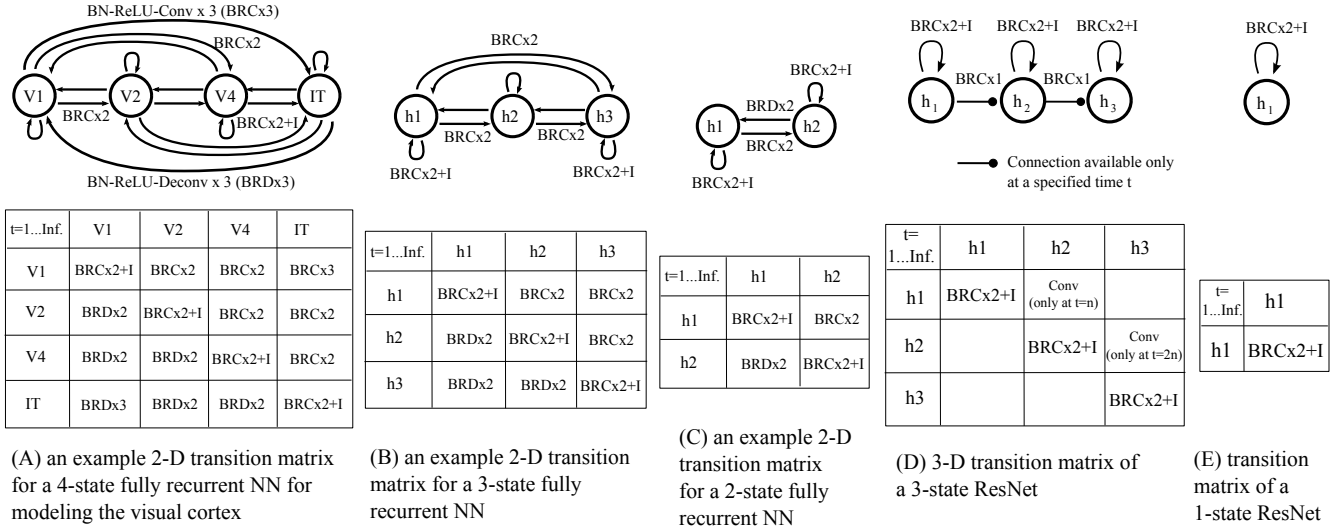 BN-ReLU-Conv x 3 (BRCx3)
BRCx2
V1
V2
V4
IT
BRCx2
BRCx2+I
BN-ReLU-Deconv x 3 (BRDx3)
t=1...Inf. V1 V2 V4 IT
V1 BRCx2+I BRCx2 BRCx2 BRCx3
V2 BRDx2 BRCx2+I BRCx2 BRCx2
V4 BRDx2 BRDx2 BRCx2+I BRCx2
IT BRDx3 BRDx2 BRDx2 BRCx2+I
(A) an example 2-D transition matrix
for a 4-state fully recurrent NN for
modeling the visual cortex
BRCx2
h1
h2
h3
BRCx2
BRCx2
BRCx2+I
BRCx2+I
t=1...Inf. h1 h2 h3
h1 BRCx2+I BRCx2 BRCx2
h2 BRDx2 BRCx2+I BRCx2
h3 BRDx2 BRDx2 BRCx2+I
(B) an example 2-D transition
matrix for a 3-state fully
recurrent NN
BRCx2+I
BRDx2
h1
h2
BRCx2
BRCx2+I
t=1...Inf. h1 h2
h1 BRCx2+I BRCx2
h2 BRDx2 BRCx2+I
(C) an example 2-D
transition matrix
for a 2-state fully
recurrent NN
BRCx2+I BRCx2+I BRCx2+I
BRCx1 BRCx1
h1 h2 h3
Connection available only
at a specified time t
t=
1...Inf. h1 h2 h3
h1 BRCx2+I Conv
(only at t=n)
h2 BRCx2+I Conv
(only at t=2n)
h3 BRCx2+I
(D) 3-D transition matrix of
a 3-state ResNet
BRCx2+I
h1
t=
1...Inf. h1
h1 BRCx2+I
(E) transition
matrix of a
1-state ResNet